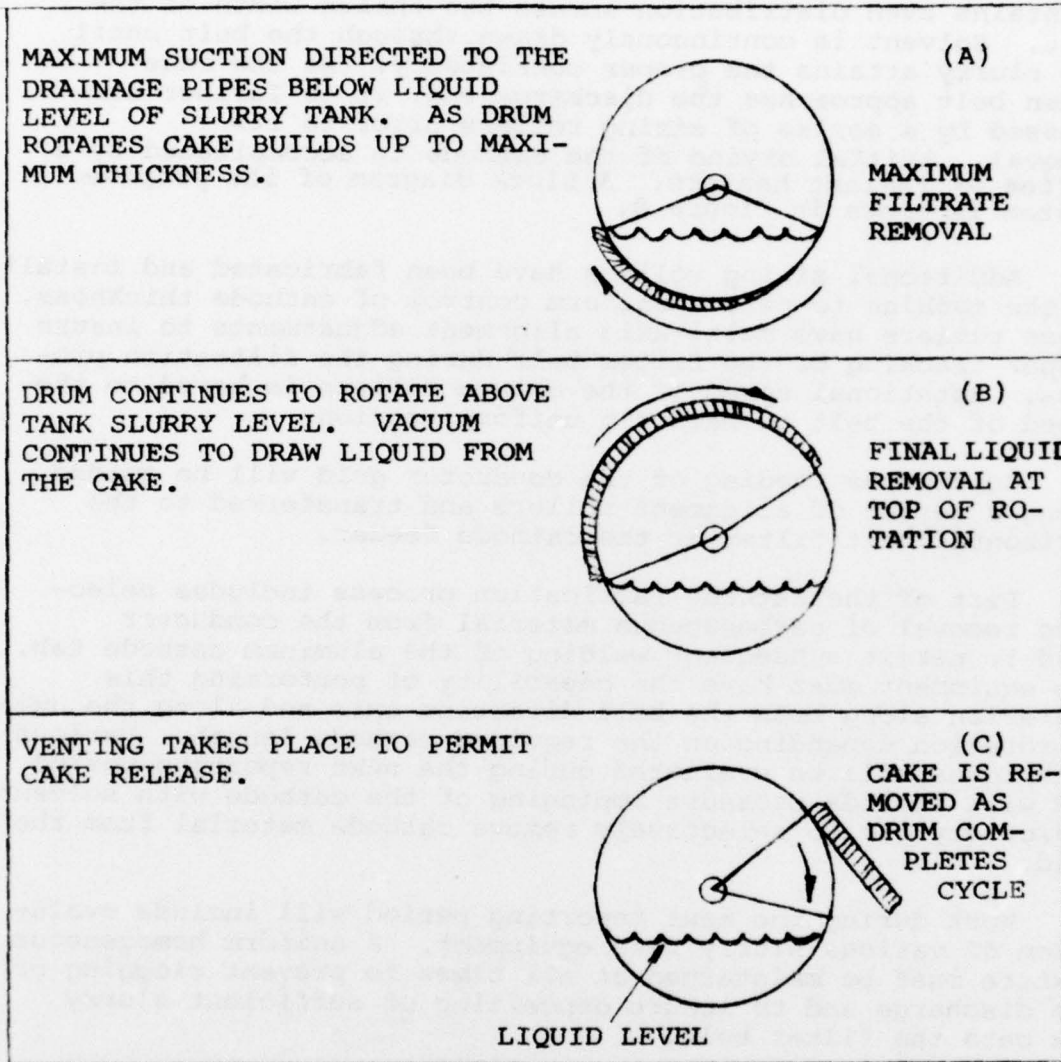 MAXIMUM SUCTION DIRECTED TO THE
DRAINAGE PIPES BELOW LIQUID
LEVEL OF SLURRY TANK. AS DRUM
ROTATES CAKE BUILDS UP TO MAXI-
MUM THICKNESS.
(A)
MAXIMUM
FILTRATE
REMOVAL
DRUM CONTINUES TO ROTATE ABOVE
TANK SLURRY LEVEL. VACUUM
CONTINUES TO DRAW LIQUID FROM
THE CAKE.
(B)
FINAL LIQUID
REMOVAL AT
TOP OF RO-
TATION
VENTING TAKES PLACE TO PERMIT
CAKE RELEASE.
(C)
CAKE IS RE-
MOVED AS
DRUM COM-
PLETES
CYCLE
LIQUID LEVEL